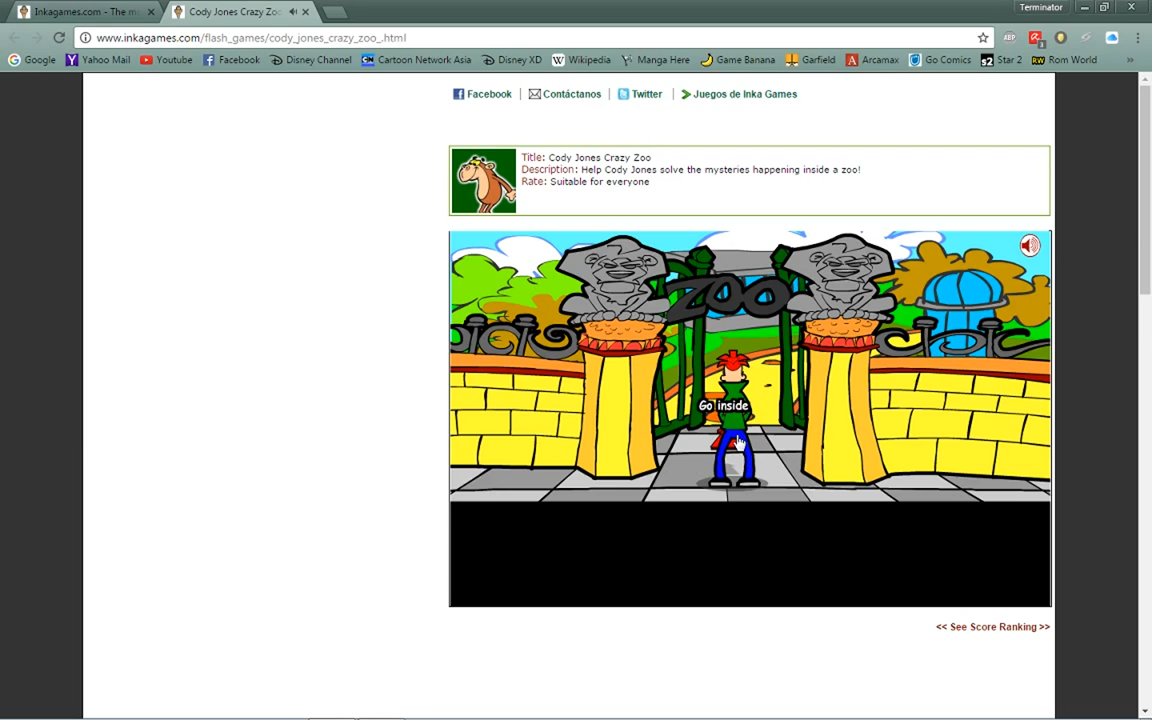 Inkagames.com - The m
Cody Jones Crazy Zoo
Terminator
www.inkagames.com/flash_games/cody_jones_crazy_zoo_.html
ABP
3
Google Yahoo Mail Youtube Facebook Disney Channel Cartoon Network Asia Disney XD Wikipedia Manga Here Game Banana Garfield Arcamax Go Comics Star 2 Rom World »
Facebook | Contáctanos | Twitter | Juegos de Inka Games
Title: Cody Jones Crazy Zoo
Description: Help Cody Jones solve the mysteries happening inside a zoo!
Rate: Suitable for everyone
ZOO
Go inside
<< See Score Ranking >>